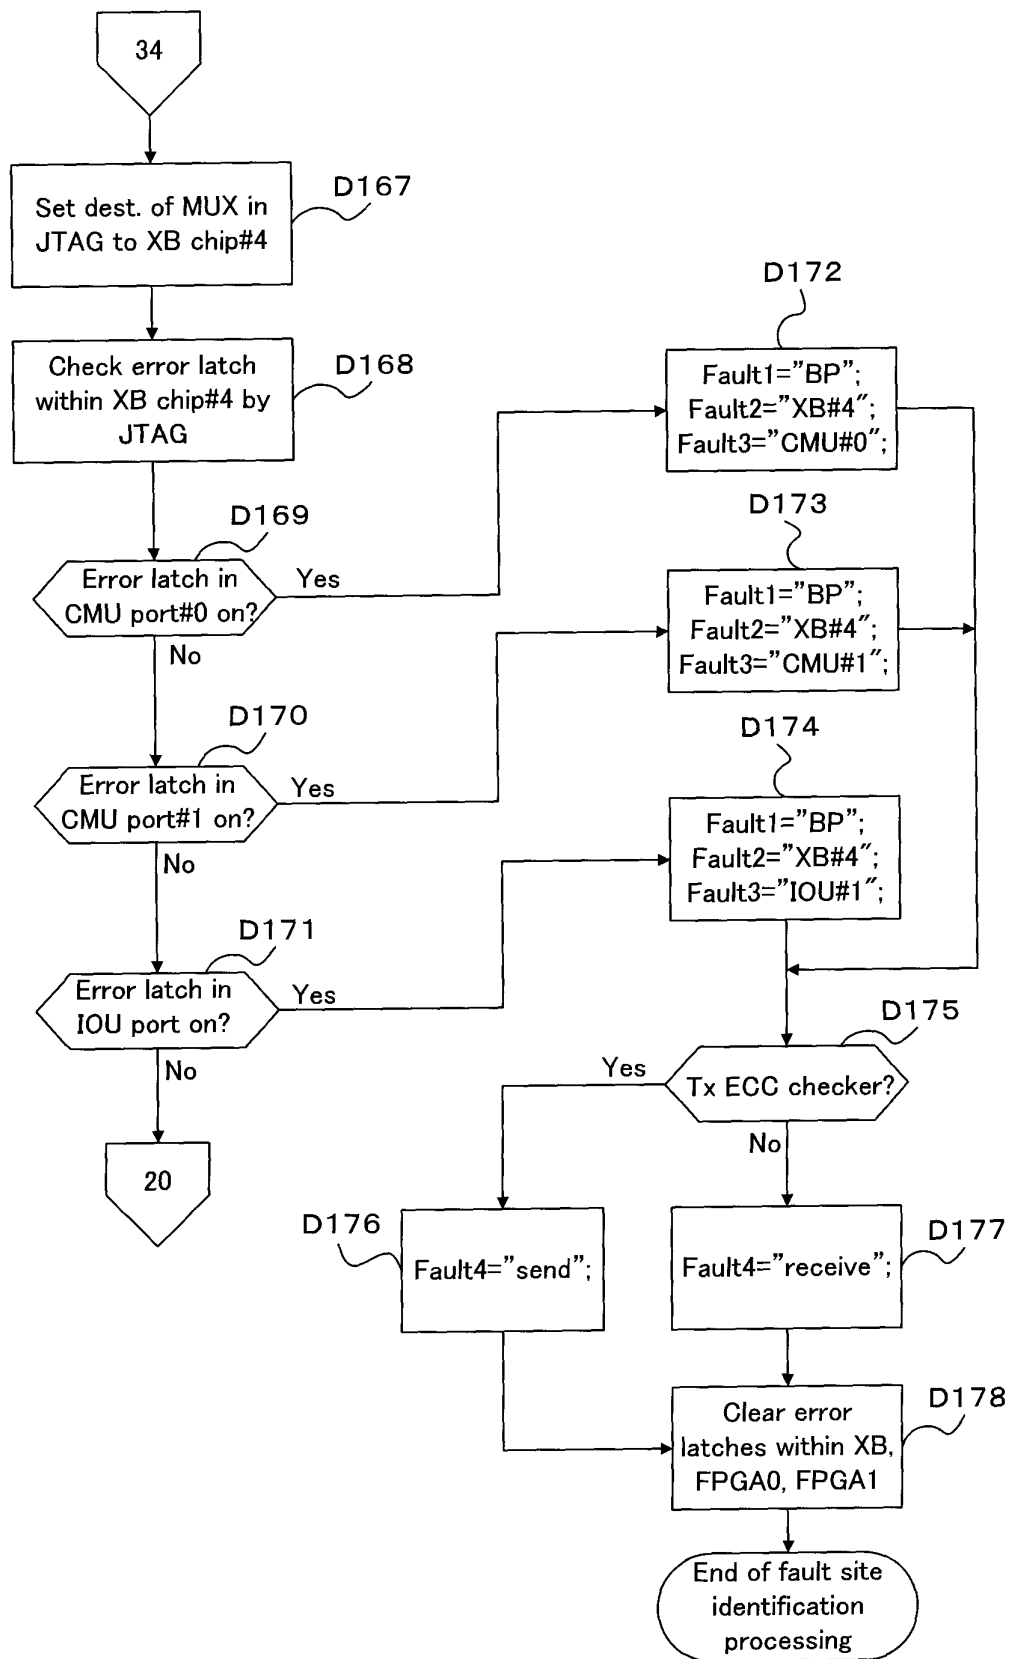 34
D167
Set dest. of MUX in
JTAG to XB chip#4
D168
Check error latch
within XB chip#4 by
JTAG
D169
Error latch in
CMU port#0 on?
Yes
No
D170
Error latch in
CMU port#1 on?
Yes
No
D171
Error latch in
IOU port on?
Yes
No
20
D172
Fault1="BP";
Fault2="XB#4";
Fault3="CMU#0";
D173
Fault1="BP";
Fault2="XB#4";
Fault3="CMU#1";
D174
Fault1="BP";
Fault2="XB#4";
Fault3="IOU#1";
D175
Tx ECC checker?
Yes
No
D176
Fault4="send";
D177
Fault4="receive";
D178
Clear error
latches within XB,
FPGA0, FPGA1
End of fault site
identification
processing